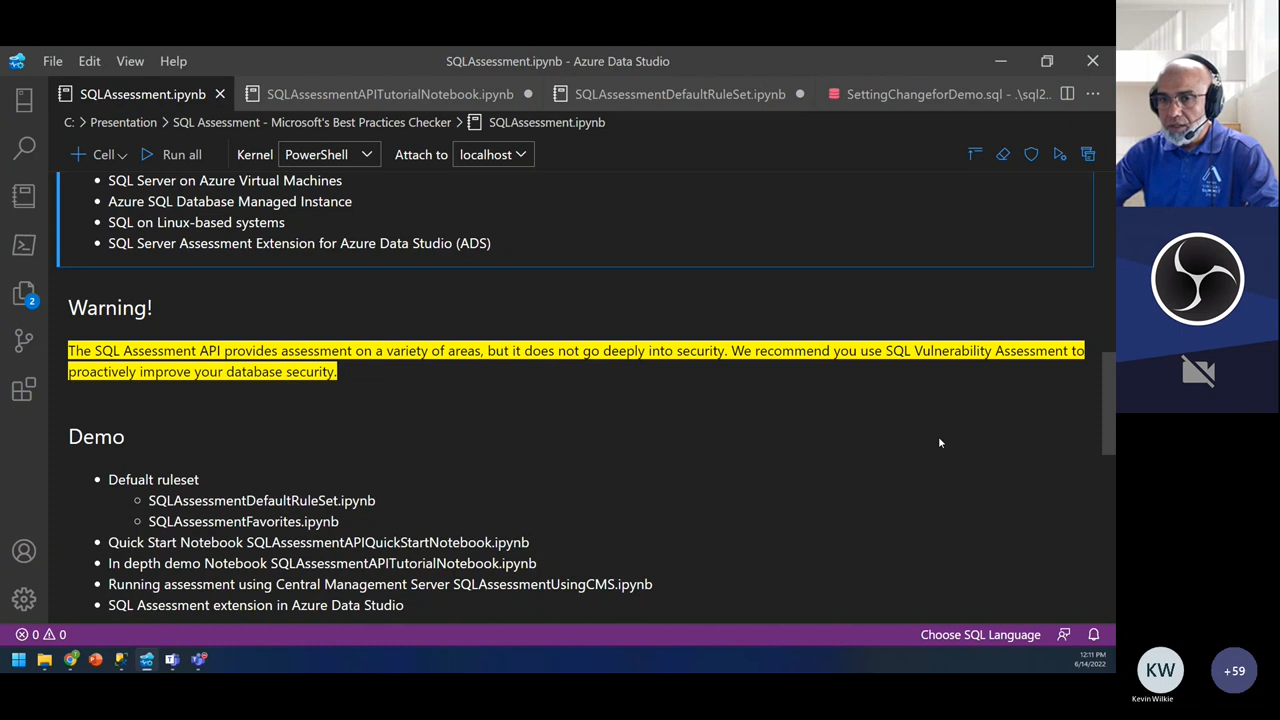 File Edit View Help
SQLAssessment.ipynb - Azure Data Studio
SQLAssessment.ipynb
SQLAssessmentAPITutorialNotebook.ipynb
SQLAssessmentDefaultRuleSet.ipynb
SettingChangeforDemo.sql - .\sql2..
C: > Presentation > SQL Assessment - Microsoft's Best Practices Checker > SQLAssessment.ipynb
Cell
Run all
Kernel PowerShell
Attach to localhost
• SQL Server on Azure Virtual Machines
• Azure SQL Database Managed Instance
• SQL on Linux-based systems
• SQL Server Assessment Extension for Azure Data Studio (ADS)
Warning!
The SQL Assessment API provides assessment on a variety of areas, but it does not go deeply into security. We recommend you use SQL Vulnerability Assessment to
proactively improve your database security.
Demo
• Defualt ruleset
◦ SQLAssessmentDefaultRuleSet.ipynb
◦ SQLAssessmentFavorites.ipynb
• Quick Start Notebook SQLAssessmentAPIQuickStartNotebook.ipynb
• In depth demo Notebook SQLAssessmentAPITutorialNotebook.ipynb
• Running assessment using Central Management Server SQLAssessmentUsingCMS.ipynb
• SQL Assessment extension in Azure Data Studio
2
0 0
Choose SQL Language
12:11 PM
6/14/2022
KW
Kevin Wilkie
+59